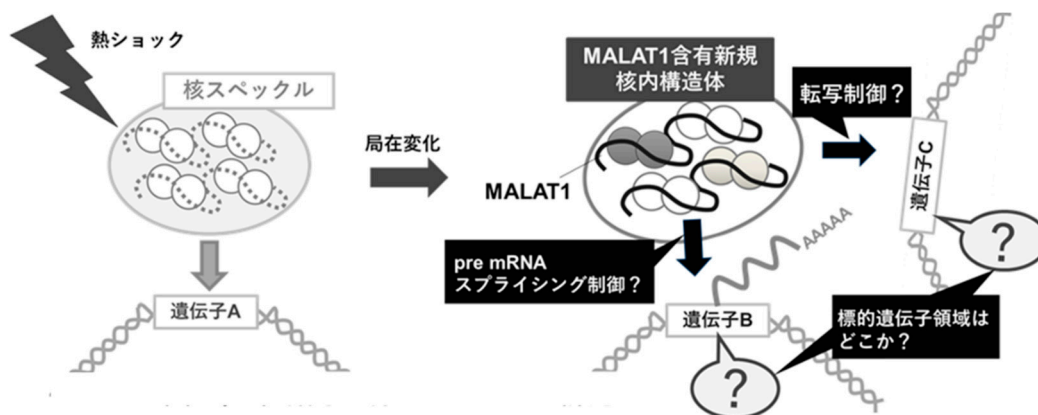 熱ショック
核スペックル
局在変化
遺伝子A
MALAT1含有新規
核内構造体
MALAT1
転写制御？
遺伝子C
?
pre mRNA
スプライシング制御？
AAAAA
遺伝子B
?
標的遺伝子領域は
どこか？